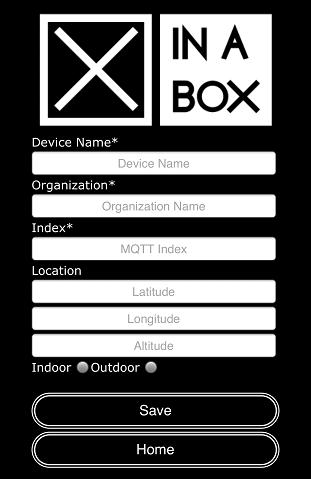 IN A
BOX
Device Name*
Device Name
Organization*
Organization Name
Index*
MQTT Index
Location
Latitude
Longitude
Altitude
Indoor Outdoor
Save
Home